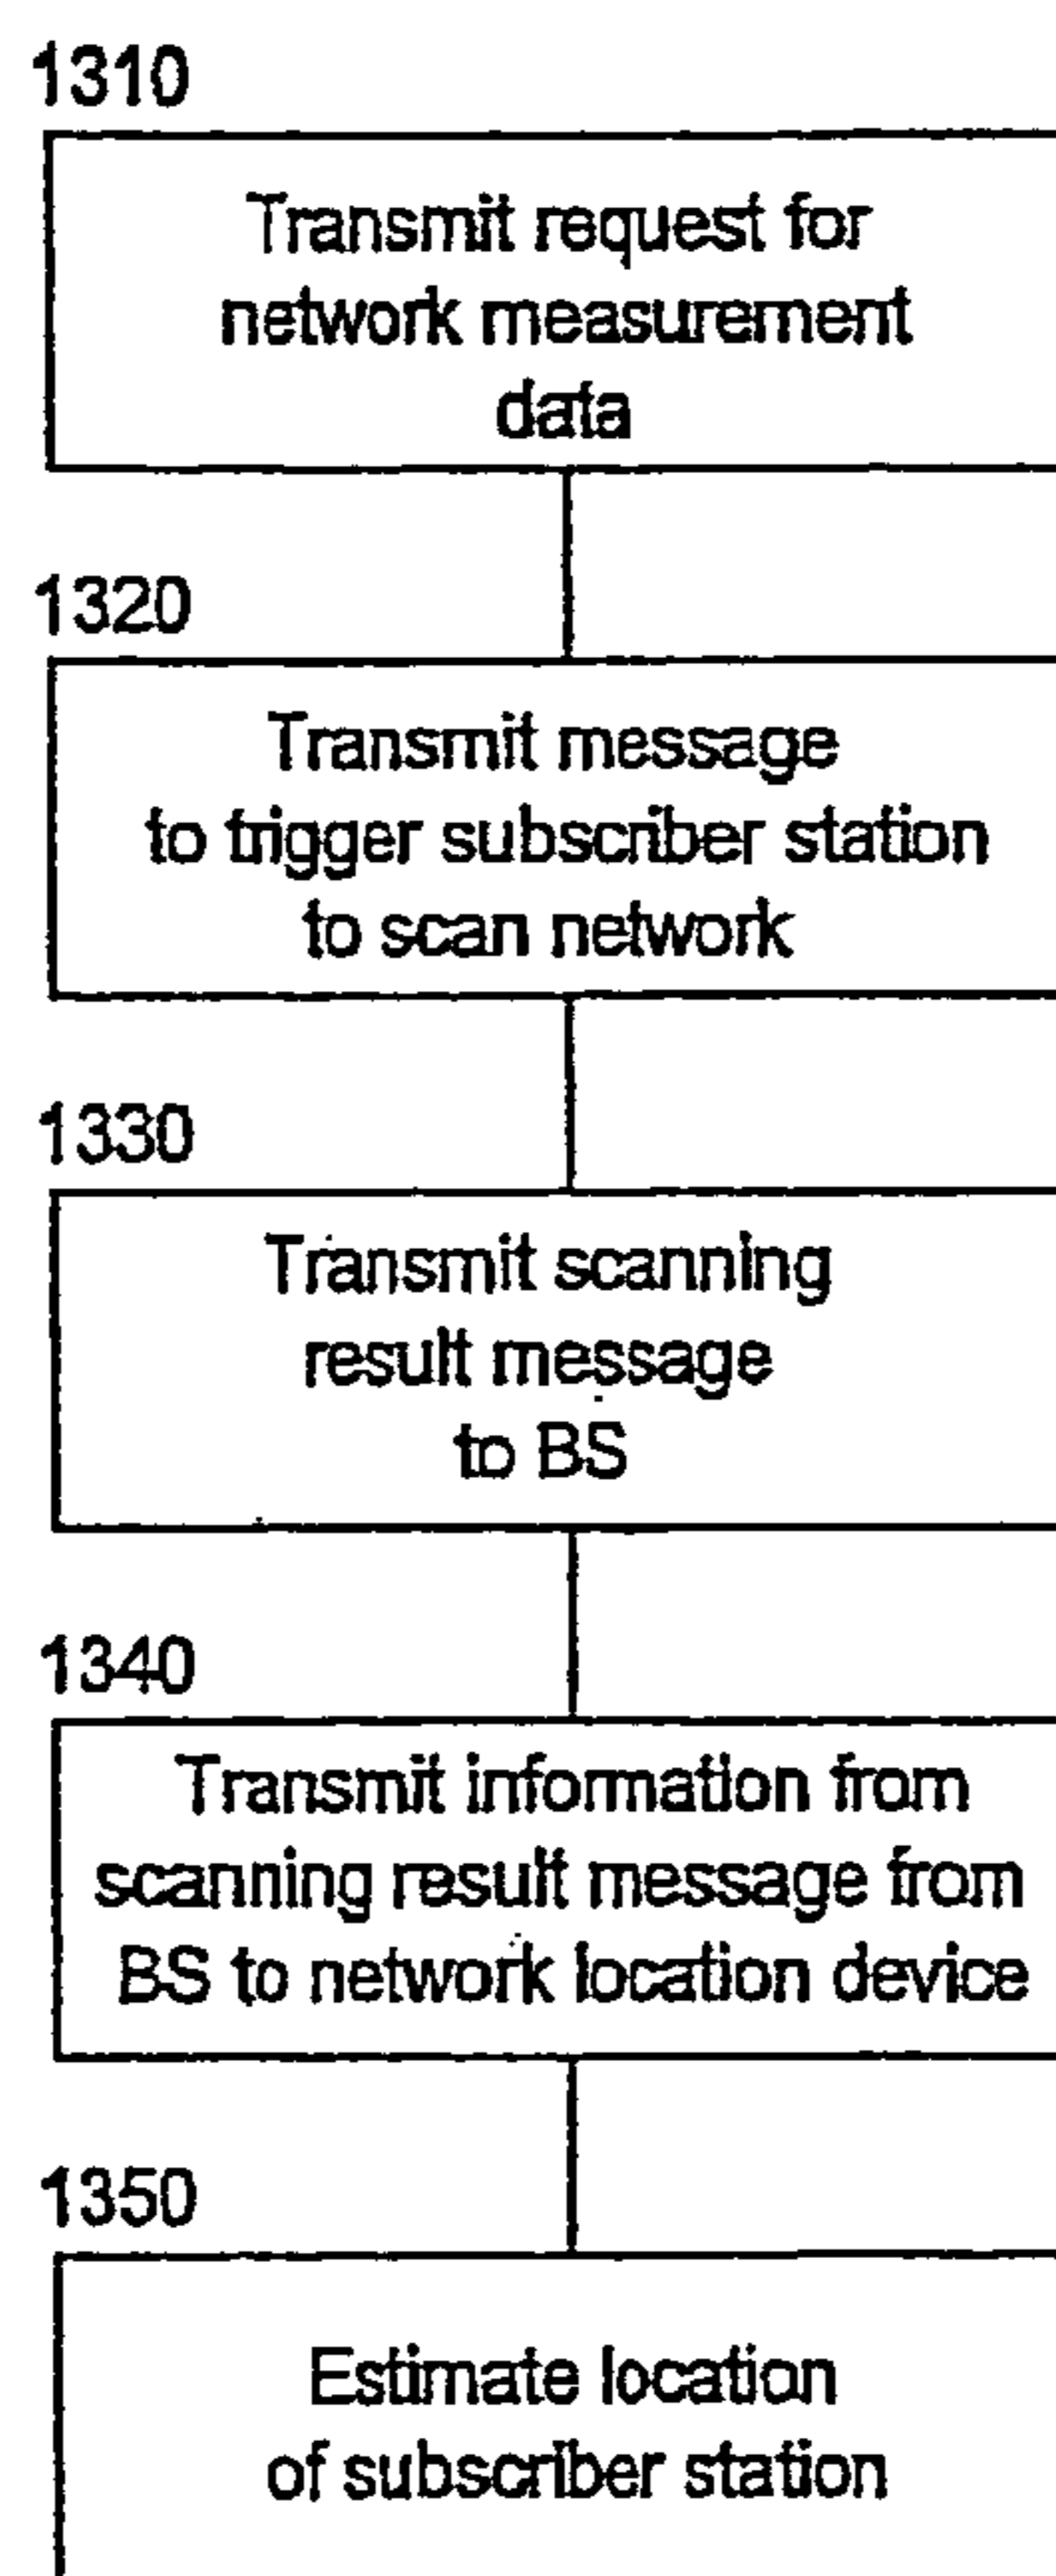 1310
Transmit request for
network measurement
data
1320
Transmit message
to trigger subscriber station
to scan network
1330
Transmit scanning
result message
to BS
1340
Transmit information from
scanning result message from
BS to network location device
1350
Estimate location
of subscriber station